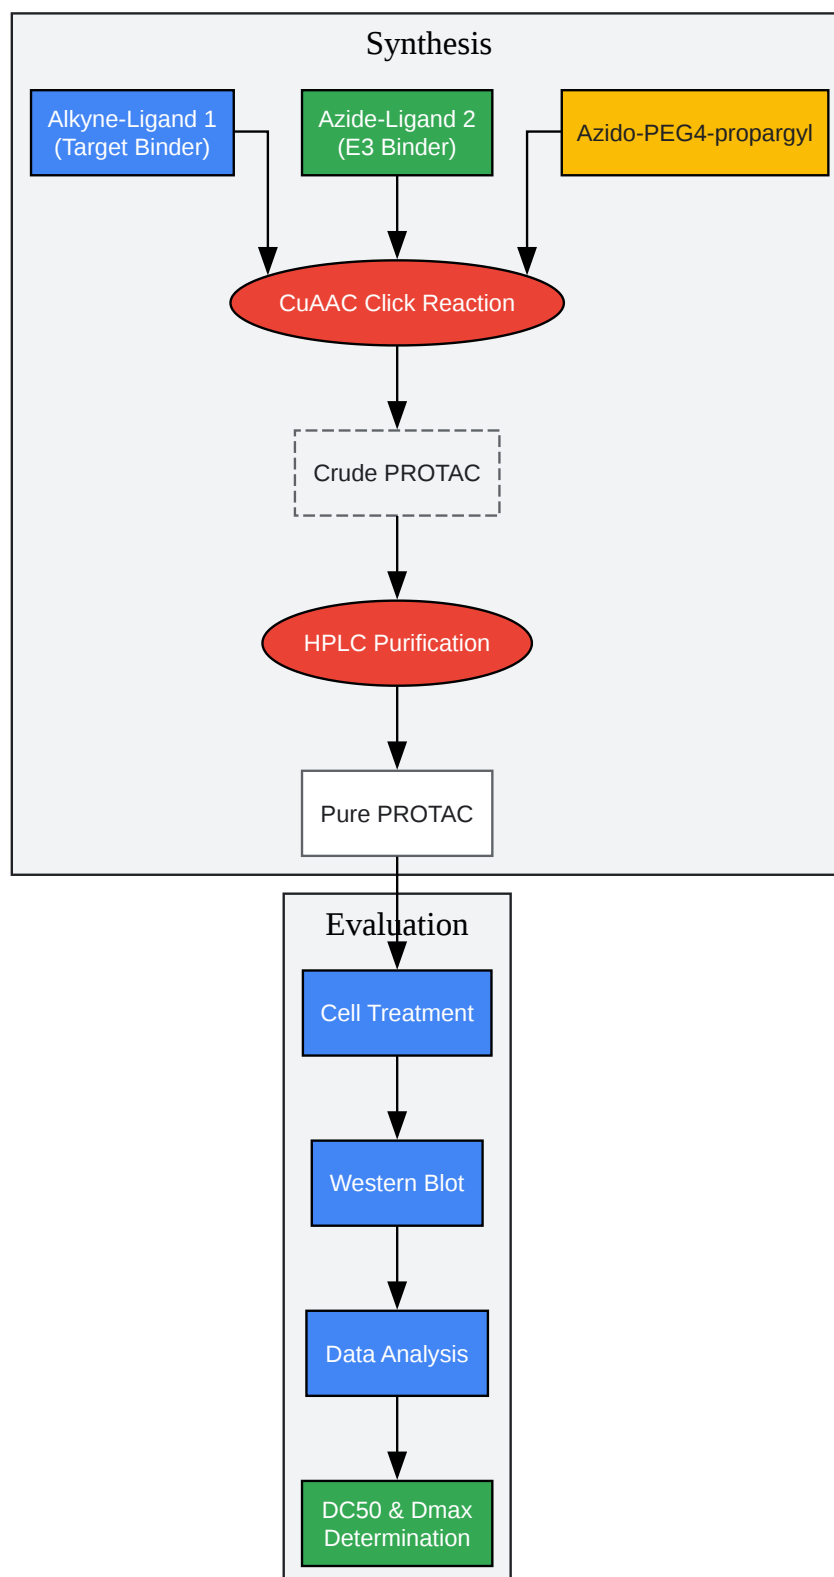 Synthesis
Alkyne-Ligand 1
(Target Binder)
Azide-Ligand 2
(E3 Binder)
Azido-PEG4-propargyl
CuAAC Click Reaction
Crude PROTAC
HPLC Purification
Pure PROTAC
Evaluation
Cell Treatment
Western Blot
Data Analysis
DC50 & Dmax
Determination